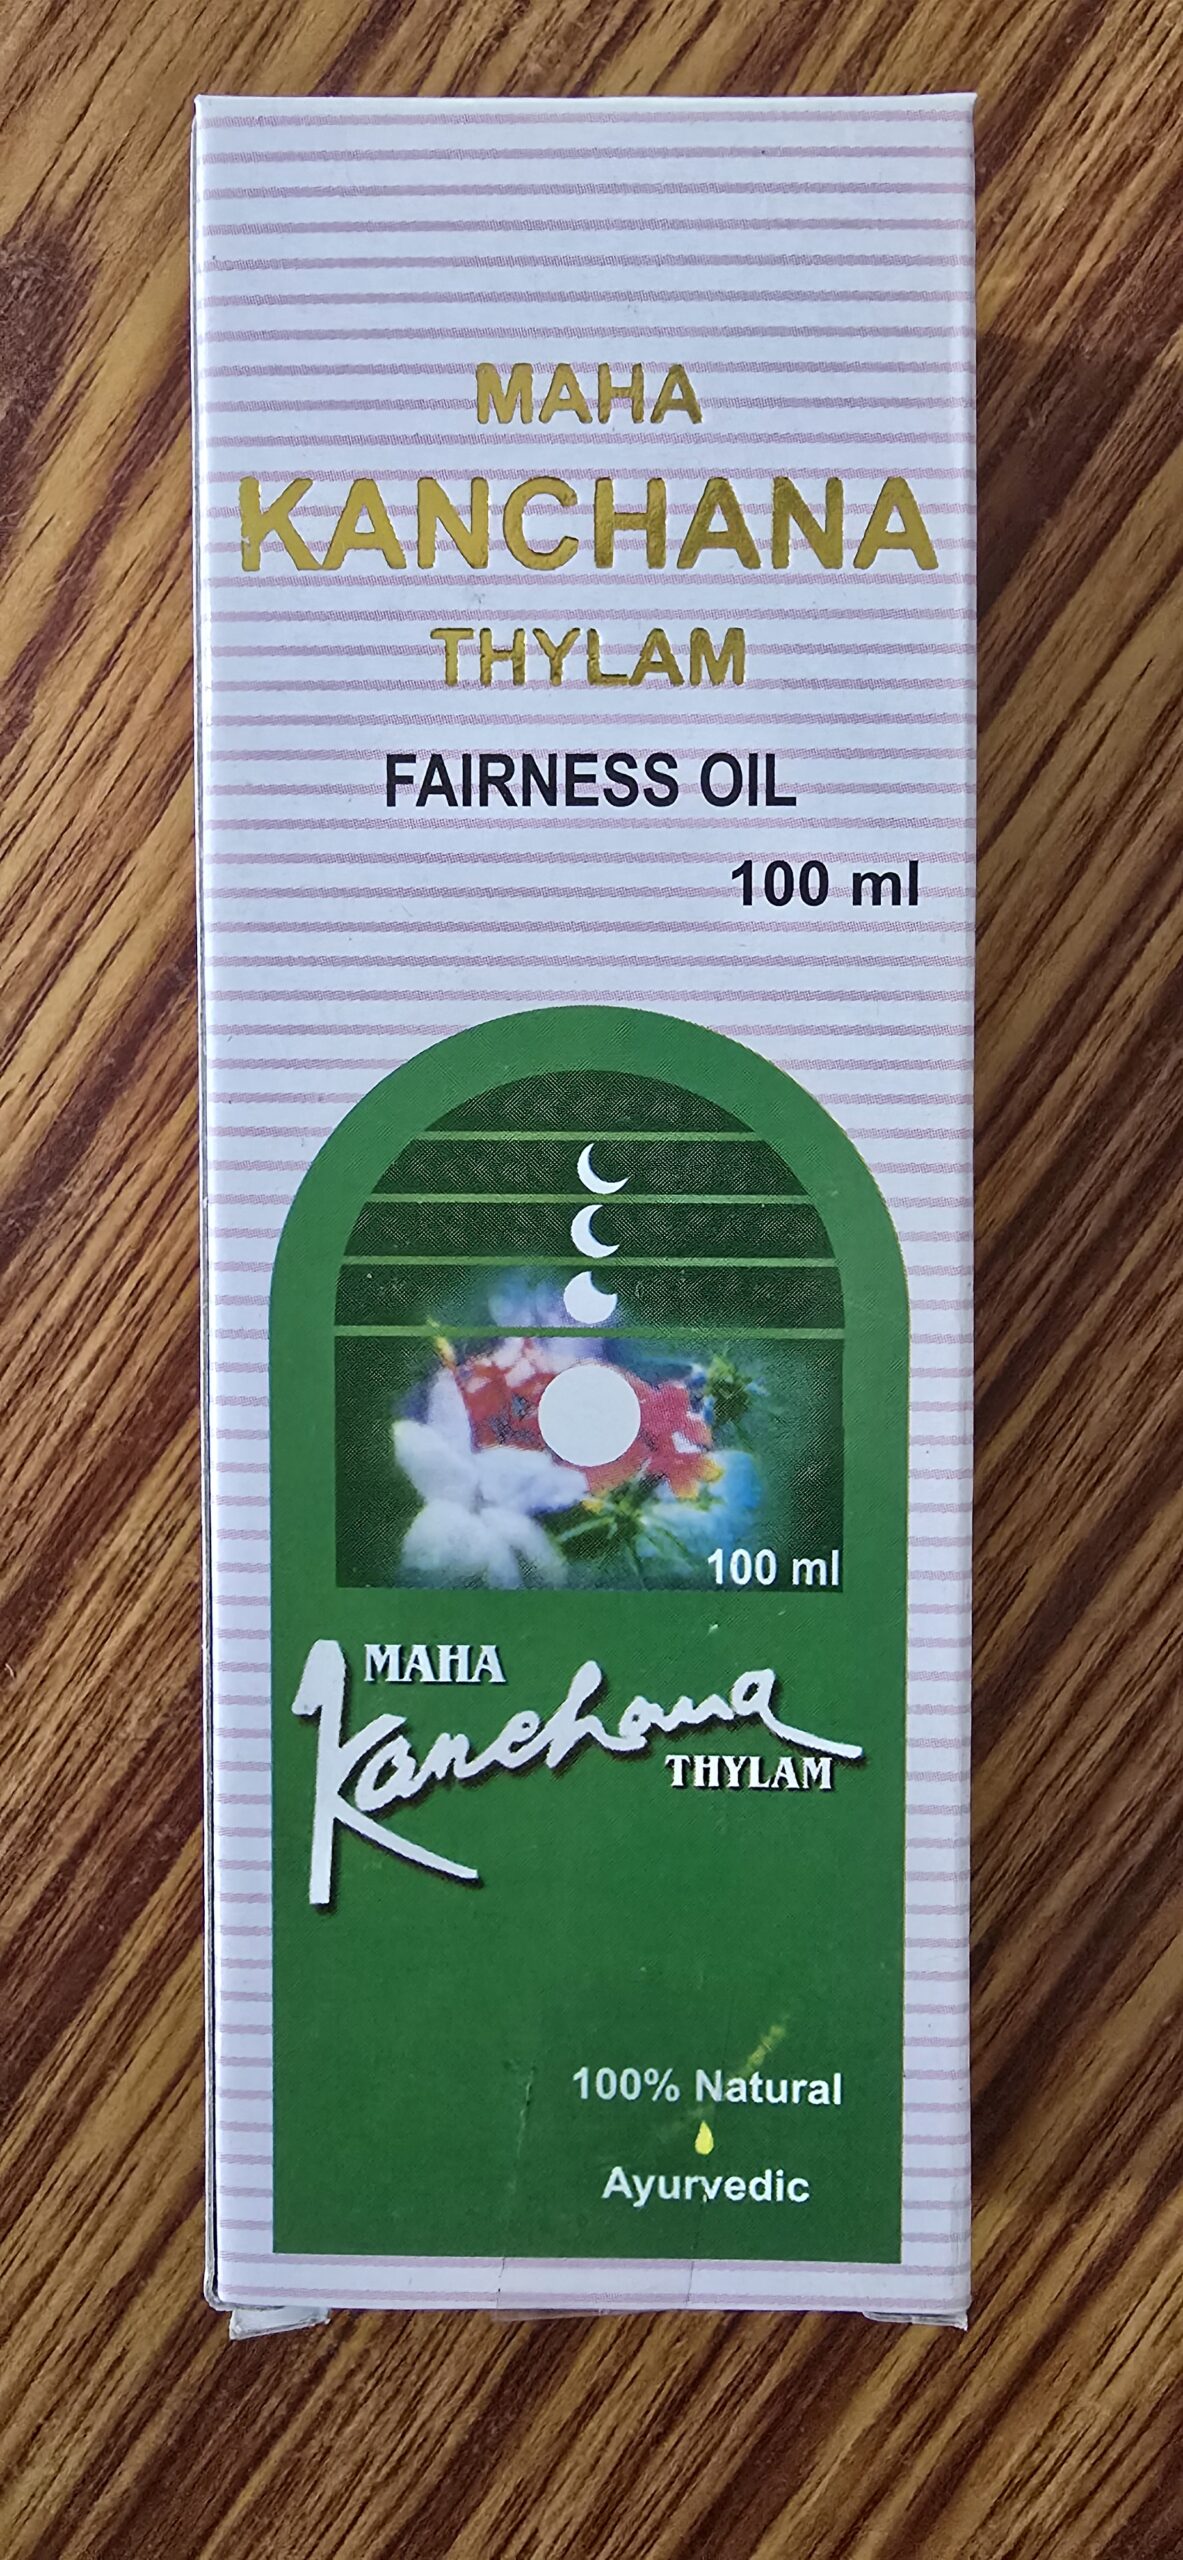 MAHA
KANCHANA
THYLAM
FAIRNESS OIL
100 ml
100 ml
MAHA
Kanchana
THYLAM
100% Natural
Ayurvedic